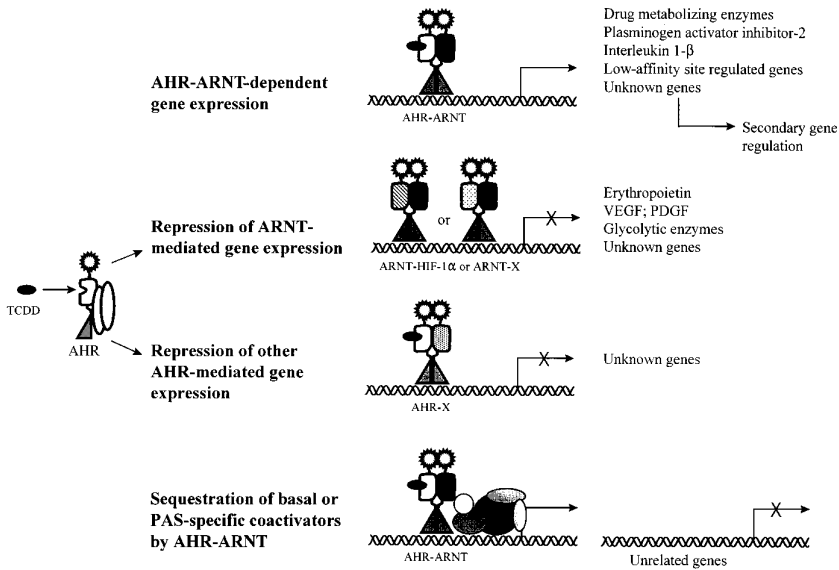 AHR-ARNT-dependent
gene expression
AHR-ARNT
Drug metabolizing enzymes
Plasminogen activator inhibitor-2
Interleukin 1-β
Low-affinity site regulated genes
Unknown genes
Secondary gene
regulation
TCDD
AHR
Repression of ARNT-
mediated gene expression
or
ARNT-HIF-1α or ARNT-X
X
Erythropoietin
VEGF; PDGF
Glycolytic enzymes
Unknown genes
Repression of other
AHR-mediated gene
expression
AHR-X
X
Unknown genes
Sequestration of basal or
PAS-specific coactivators
by AHR-ARNT
AHR-ARNT
X
Unrelated genes